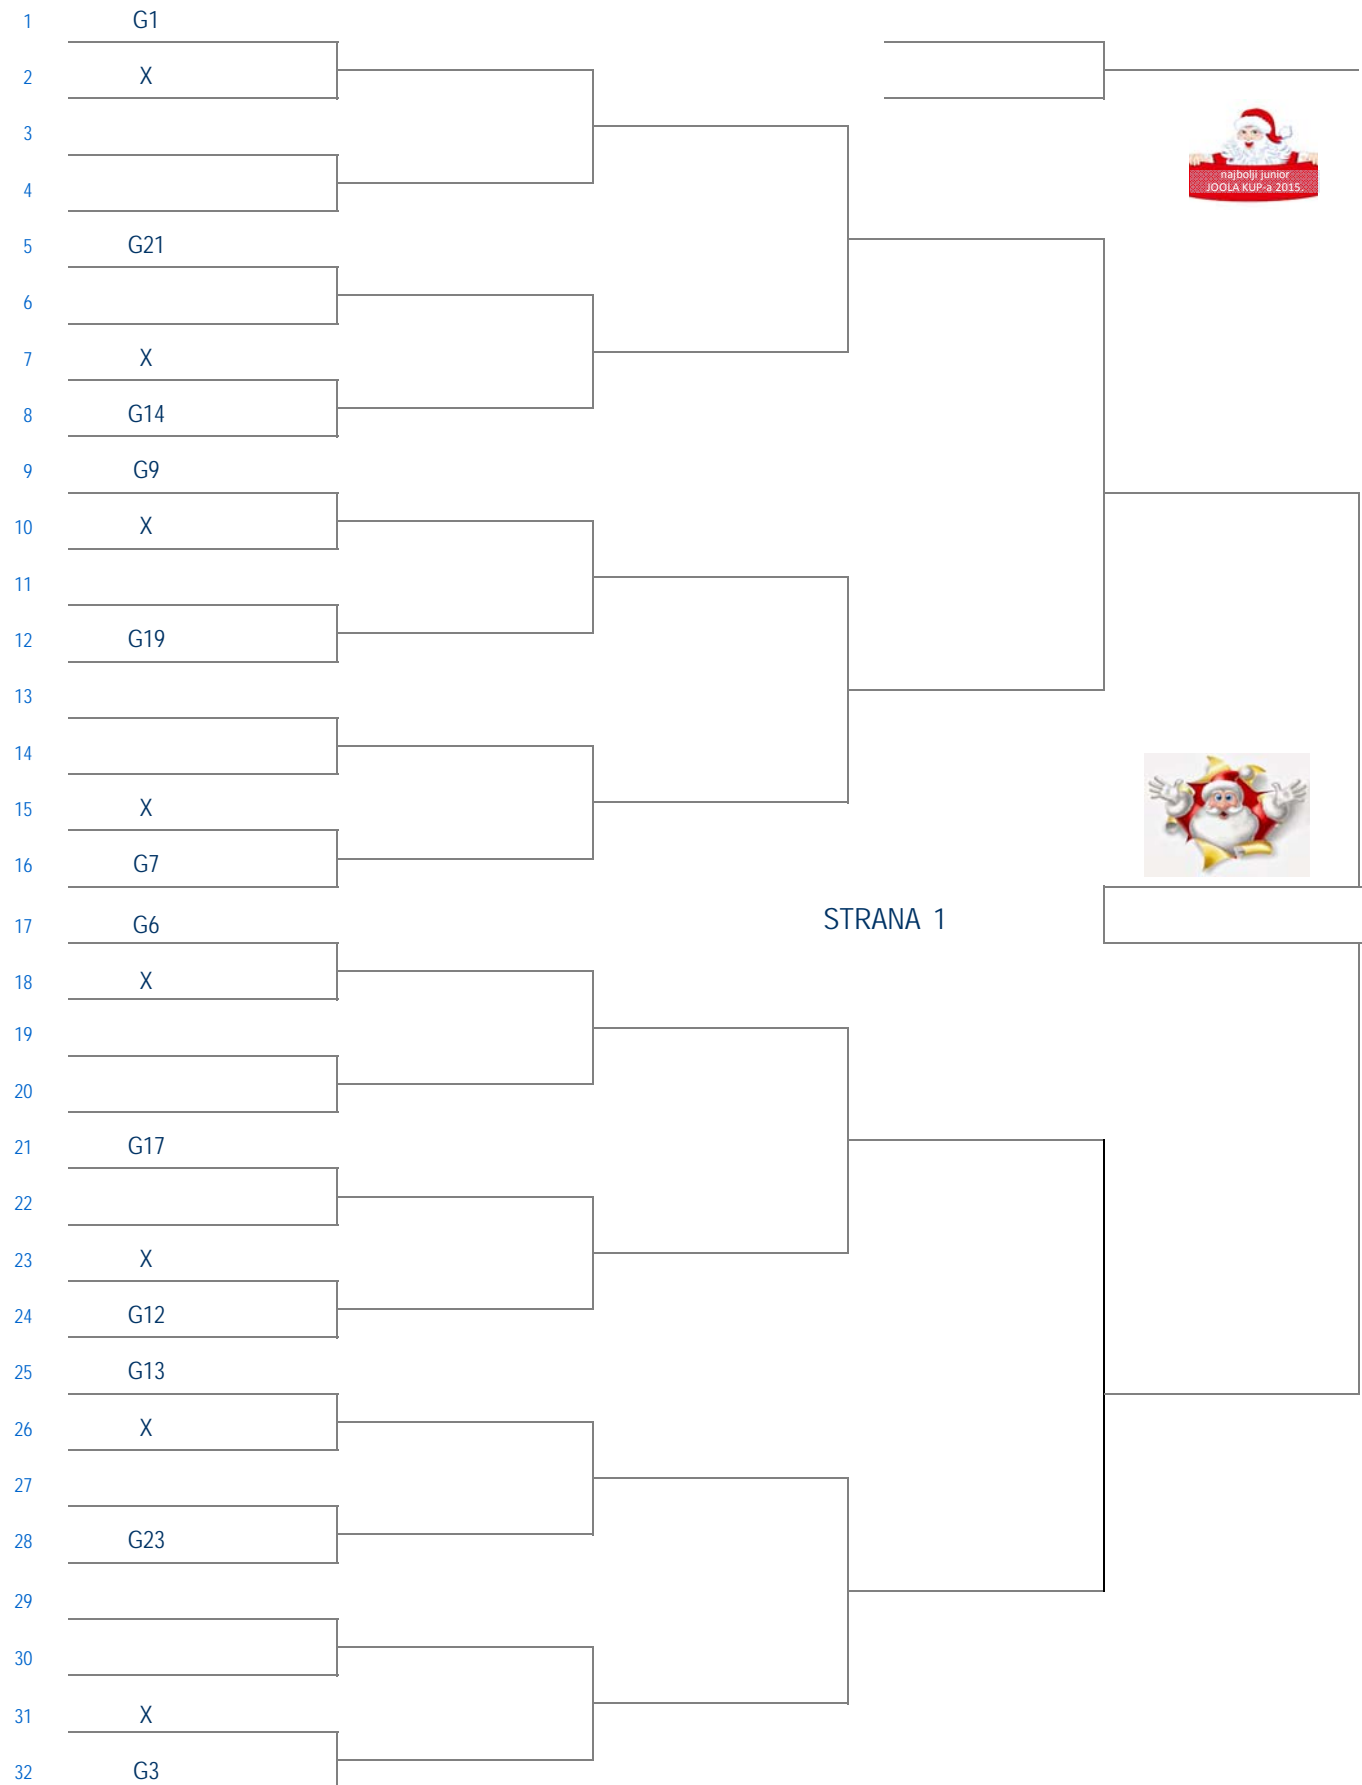 1 G1
2 X
3
najbolji junior
JOOLA KUP-a 2015.
4
5 G21
6
7 X
8 G14
9 G9
10 X
11
12 G19
13
14
15 X
16 G7
STRANA 1
17 G6
18 X
19
20
21 G17
22
23 X
24 G12
25 G13
26 X
27
28 G23
29
30
31 X
32 G3